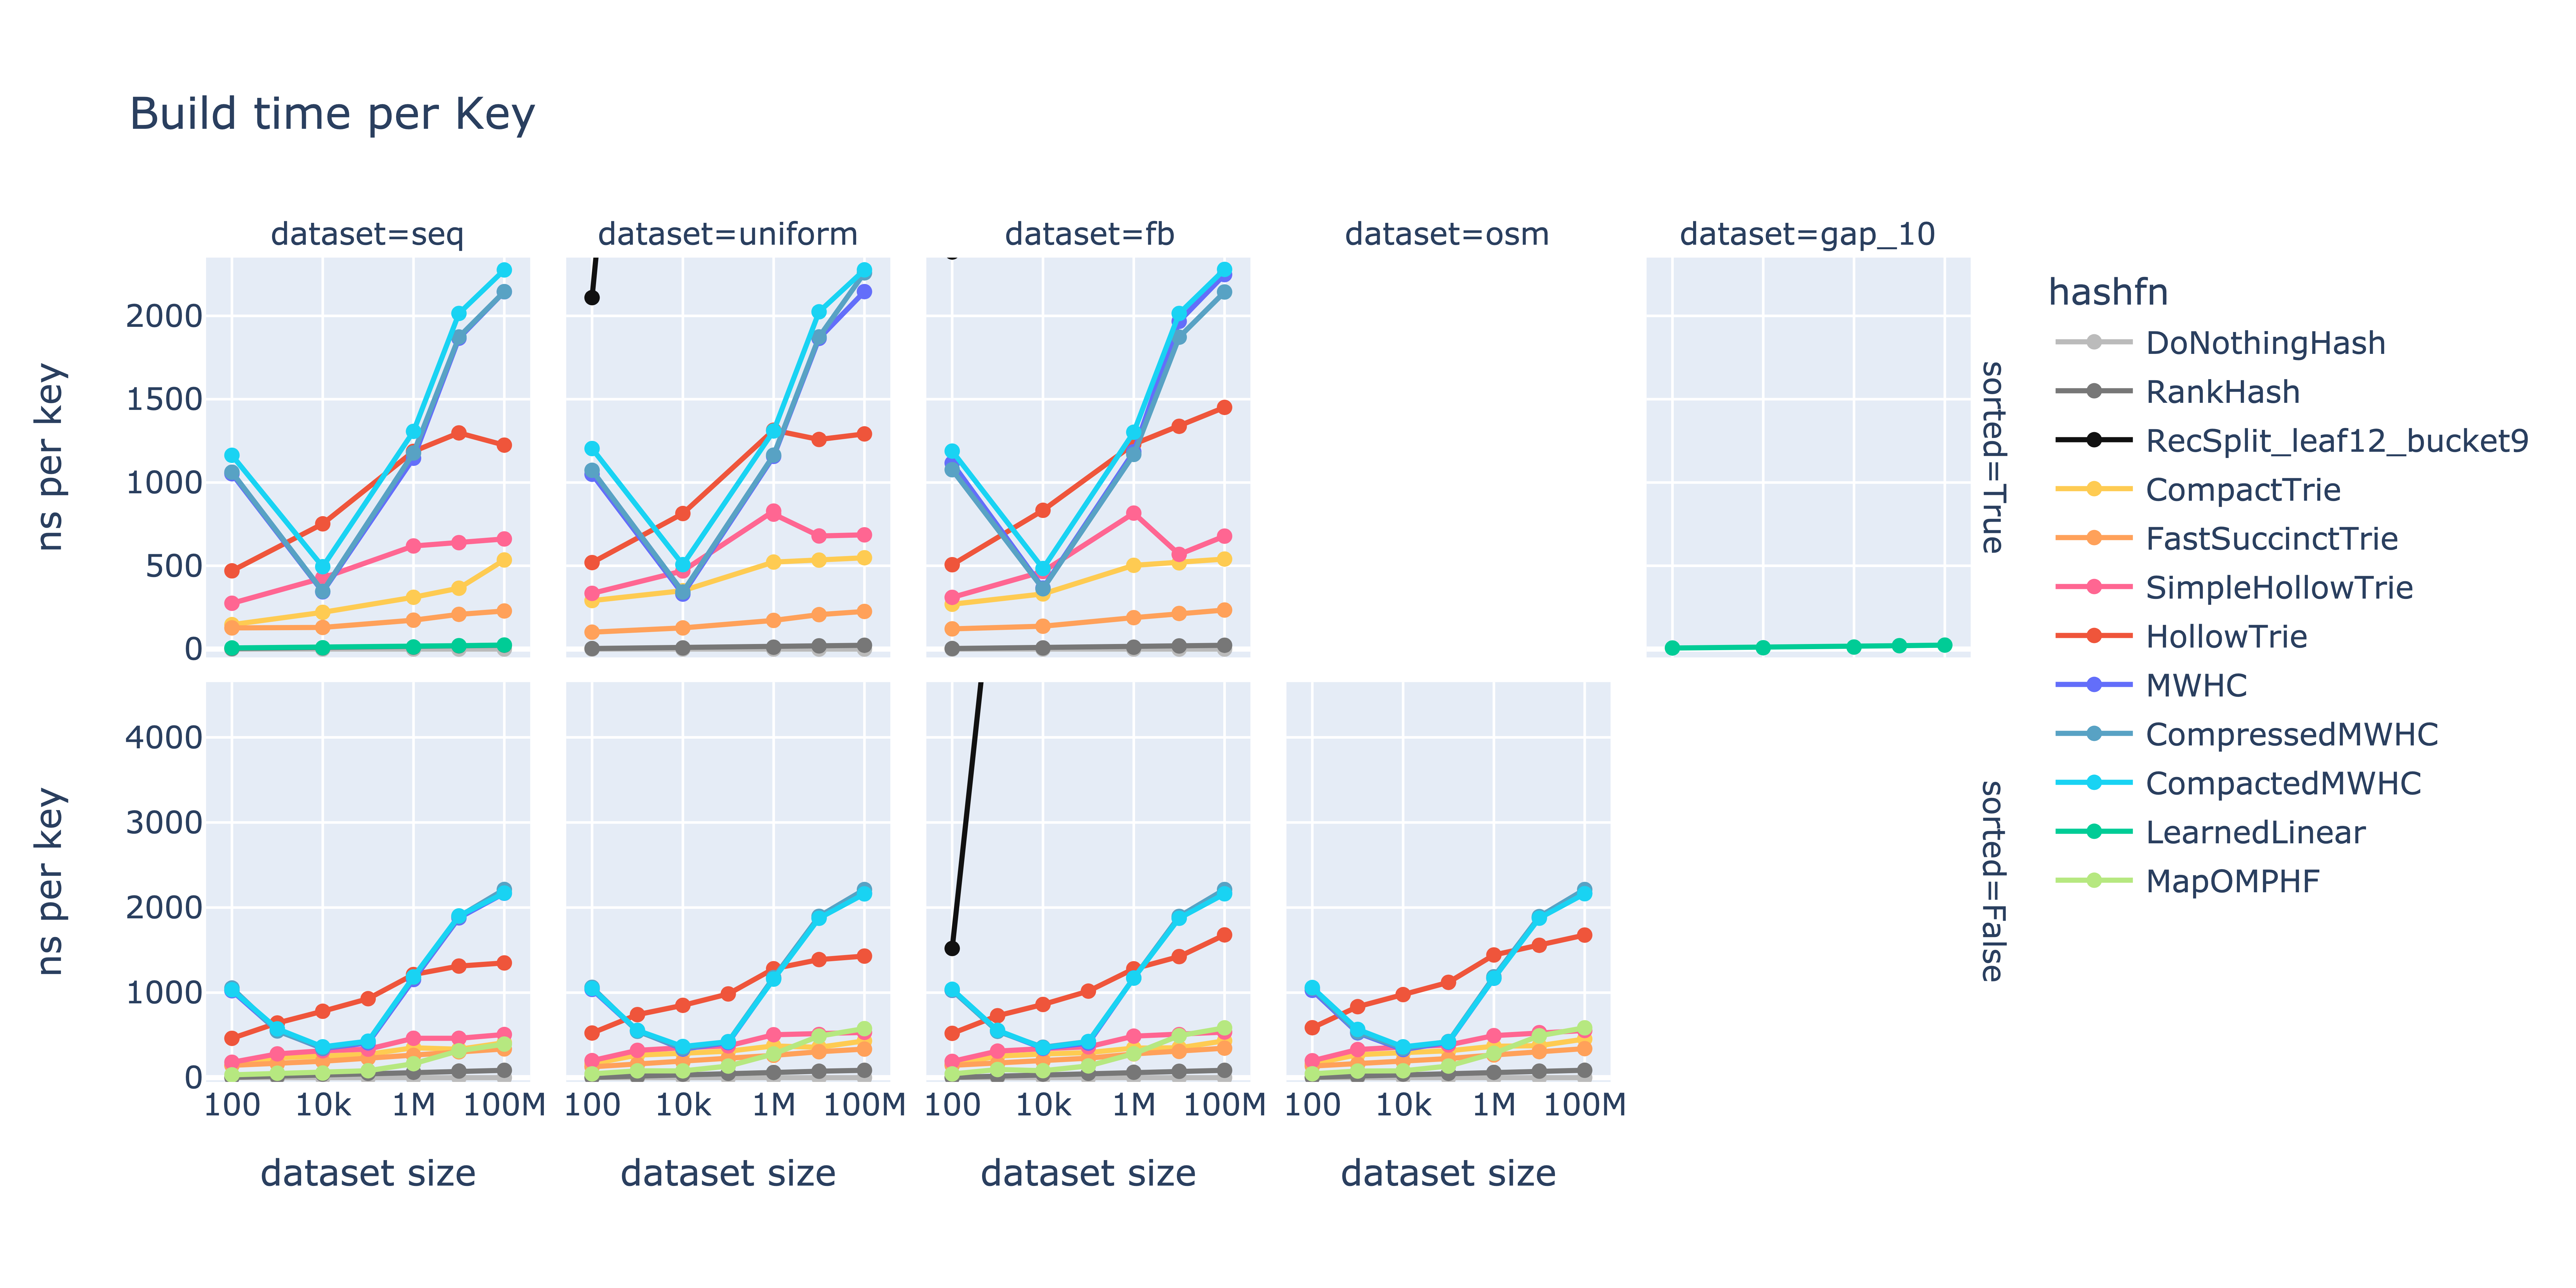 Build time per Key
dataset=seq
dataset=uniform
dataset=fb
dataset=osm
dataset=gap_10
ns per key
2000
1500
1000
500
0
sorted=True
ns per key
4000
3000
2000
1000
0
sorted=False
100 10k 1M 100M
100 10k 1M 100M
100 10k 1M 100M
100 10k 1M 100M
dataset size
dataset size
dataset size
dataset size
hashfn
DoNothingHash
RankHash
RecSplit_leaf12_bucket9
CompactTrie
FastSuccinctTrie
SimpleHollowTrie
HollowTrie
MWHC
CompressedMWHC
CompactedMWHC
LearnedLinear
MapOMPHF